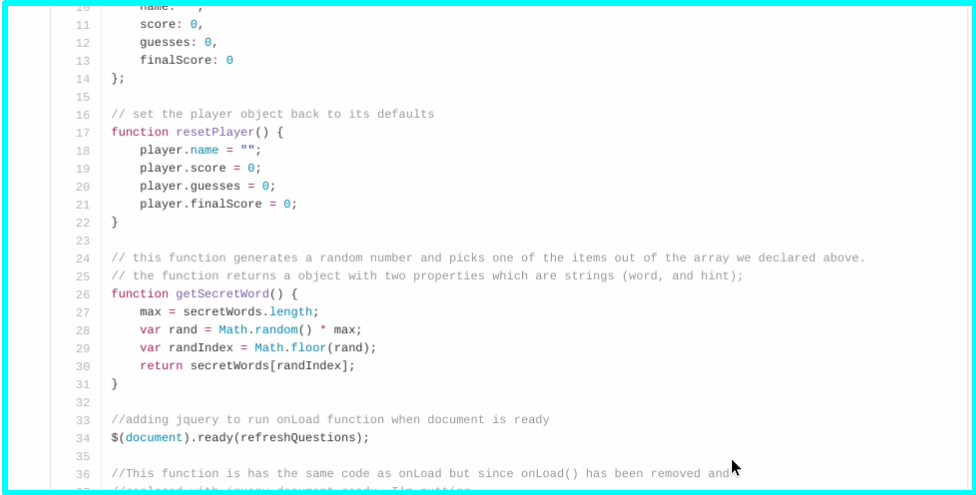 10 name: "",
11 score: 0,
12 guesses: 0,
13 finalScore: 0
14 };
15
16 // set the player object back to its defaults
17 function resetPlayer() {
18 player.name = "";
19 player.score = 0;
20 player.guesses = 0;
21 player.finalScore = 0;
22 }
23
24 // this function generates a random number and picks one of the items out of the array we declared above.
25 // the function returns a object with two properties which are strings (word, and hint);
26 function getSecretWord() {
27 max = secretWords.length;
28 var rand = Math.random() * max;
29 var randIndex = Math.floor(rand);
30 return secretWords[randIndex];
31 }
32
33 //adding jquery to run onLoad function when document is ready
34 $(document).ready(refreshQuestions);
35
36 //This function is has the same code as onLoad but since onLoad() has been removed and